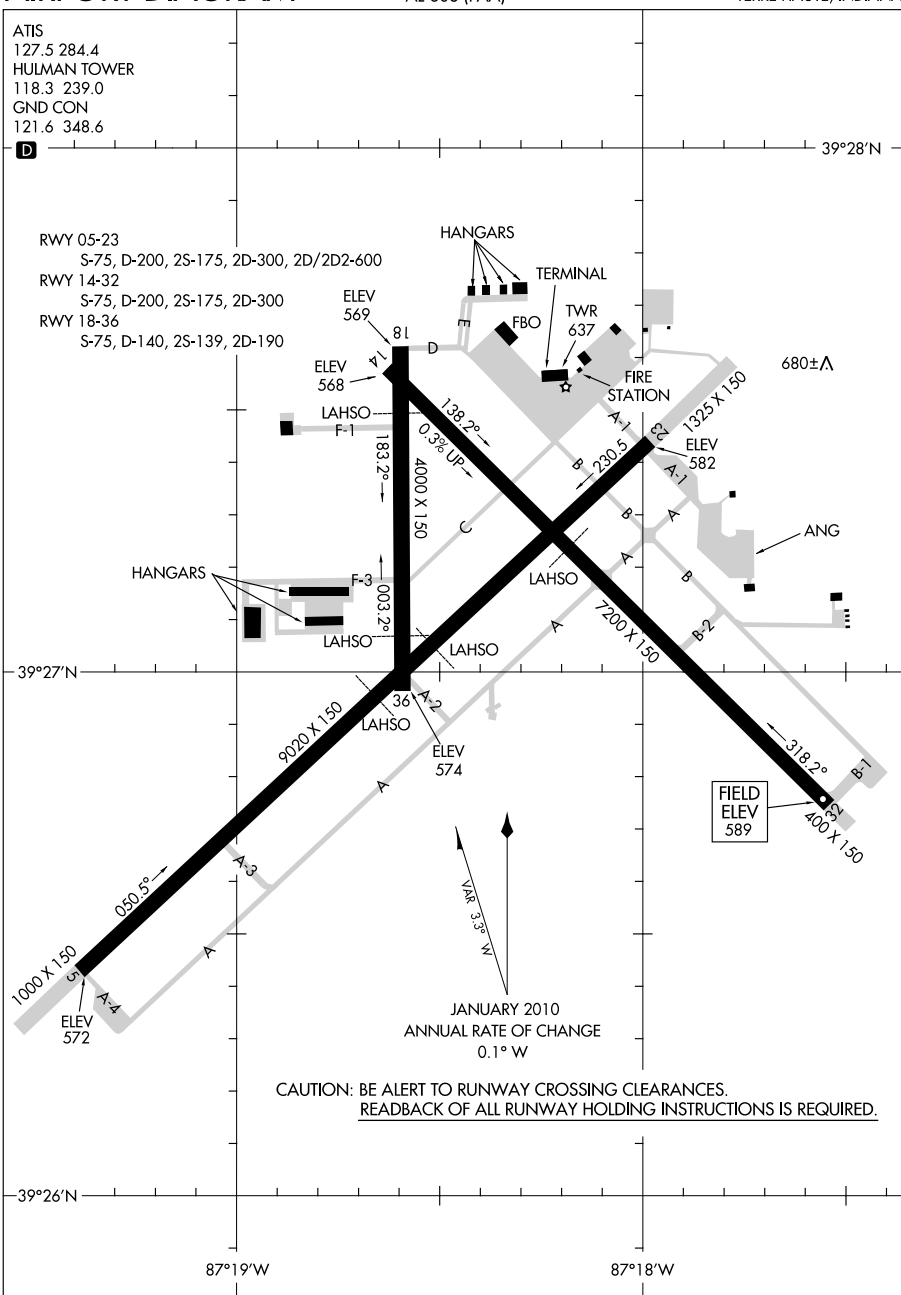 ATIS
127.5 284.4
HULMAN TOWER
118.3 239.0
GND CON
121.6 348.6
D
39°28'N
RWY 05-23
S-75, D-200, 2S-175, 2D-300, 2D/2D2-600
RWY 14-32
S-75, D-200, 2S-175, 2D-300
RWY 18-36
S-75, D-140, 2S-139, 2D-190
HANGARS
TERMINAL
TWR
637
FBO
E
D
ELEV
569
18
14
ELEV
568
FIRE
STATION
680±
LAHSO
F-1
138.2°
0.3% UP
183.2°
4000 X 150
A-1
23
1325 X 150
ELEV
582
230.5
A-1
B
B
A
A
B
C
ANG
LAHSO
HANGARS
F-3
003.2°
LAHSO
LAHSO
A
7200 X 150
B-2
39°27'N
36
A-2
LAHSO
ELEV
574
9020 X 150
A
318.2°
B-1
FIELD
ELEV
589
32
400 X 150
A-3
050.5°
VAR 3.3° W
A
1000 X 150
5
A-4
ELEV
572
JANUARY 2010
ANNUAL RATE OF CHANGE
0.1° W
CAUTION: BE ALERT TO RUNWAY CROSSING CLEARANCES.
READBACK OF ALL RUNWAY HOLDING INSTRUCTIONS IS REQUIRED.
39°26'N
87°19'W
87°18'W